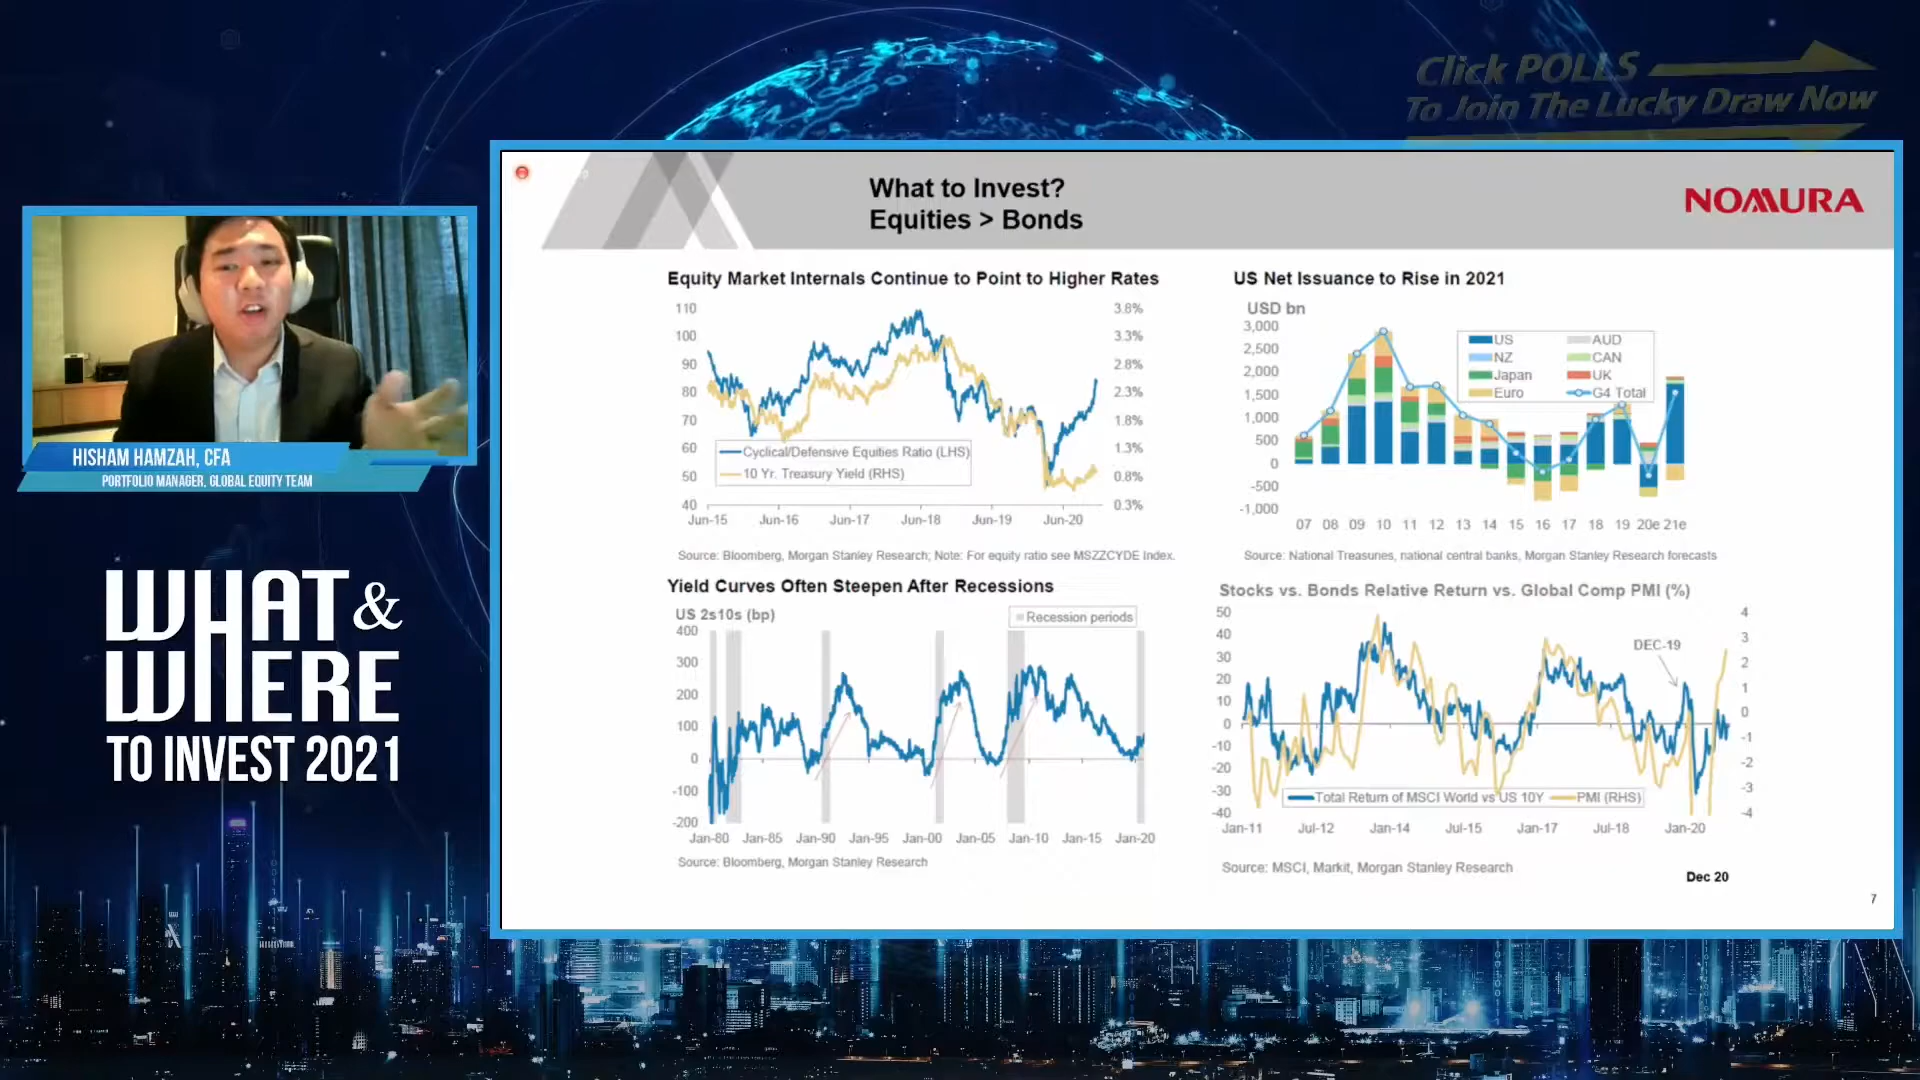 Click POLLS
To Join The Lucky Draw Now
HISHAM HAMZAH, CFA
PORTFOLIO MANAGER, GLOBAL EQUITY TEAM
WHAT &
WHERE
TO INVEST 2021
What to Invest?
Equities > Bonds
NOMURA
Equity Market Internals Continue to Point to Higher Rates
110
100
90
80
70
60
50
40
3.8%
3.3%
2.8%
2.3%
1.8%
1.3%
0.8%
0.3%
Cyclical/Defensive Equities Ratio (LHS)
10 Yr. Treasury Yield (RHS)
Jun-15 Jun-16 Jun-17 Jun-18 Jun-19 Jun-20
Source: Bloomberg, Morgan Stanley Research; Note: For equity ratio see MSZZCYDE Index.
US Net Issuance to Rise in 2021
USD bn
3,000
2,500
2,000
1,500
1,000
500
0
-500
-1,000
US AUD
NZ CAN
Japan UK
Euro G4 Total
07 08 09 10 11 12 13 14 15 16 17 18 19 20e 21e
Source: National Treasures, national central banks, Morgan Stanley Research forecasts
Yield Curves Often Steepen After Recessions
US 2s10s (bp)
Recession periods
400
300
200
100
0
-100
-200
Jan-80 Jan-85 Jan-90 Jan-95 Jan-00 Jan-05 Jan-10 Jan-15 Jan-20
Source: Bloomberg, Morgan Stanley Research
Stocks vs. Bonds Relative Return vs. Global Comp PMI (%)
50
40
30
20
10
0
-10
-20
-30
-40
4
3
2
1
0
-1
-2
-3
-4
DEC-19
Total Return of MSCI World vs US 10Y PMI (RHS)
Jan-11 Jul-12 Jan-14 Jul-15 Jan-17 Jul-18 Jan-20
Source: MSCI, Markit, Morgan Stanley Research
Dec 20
7